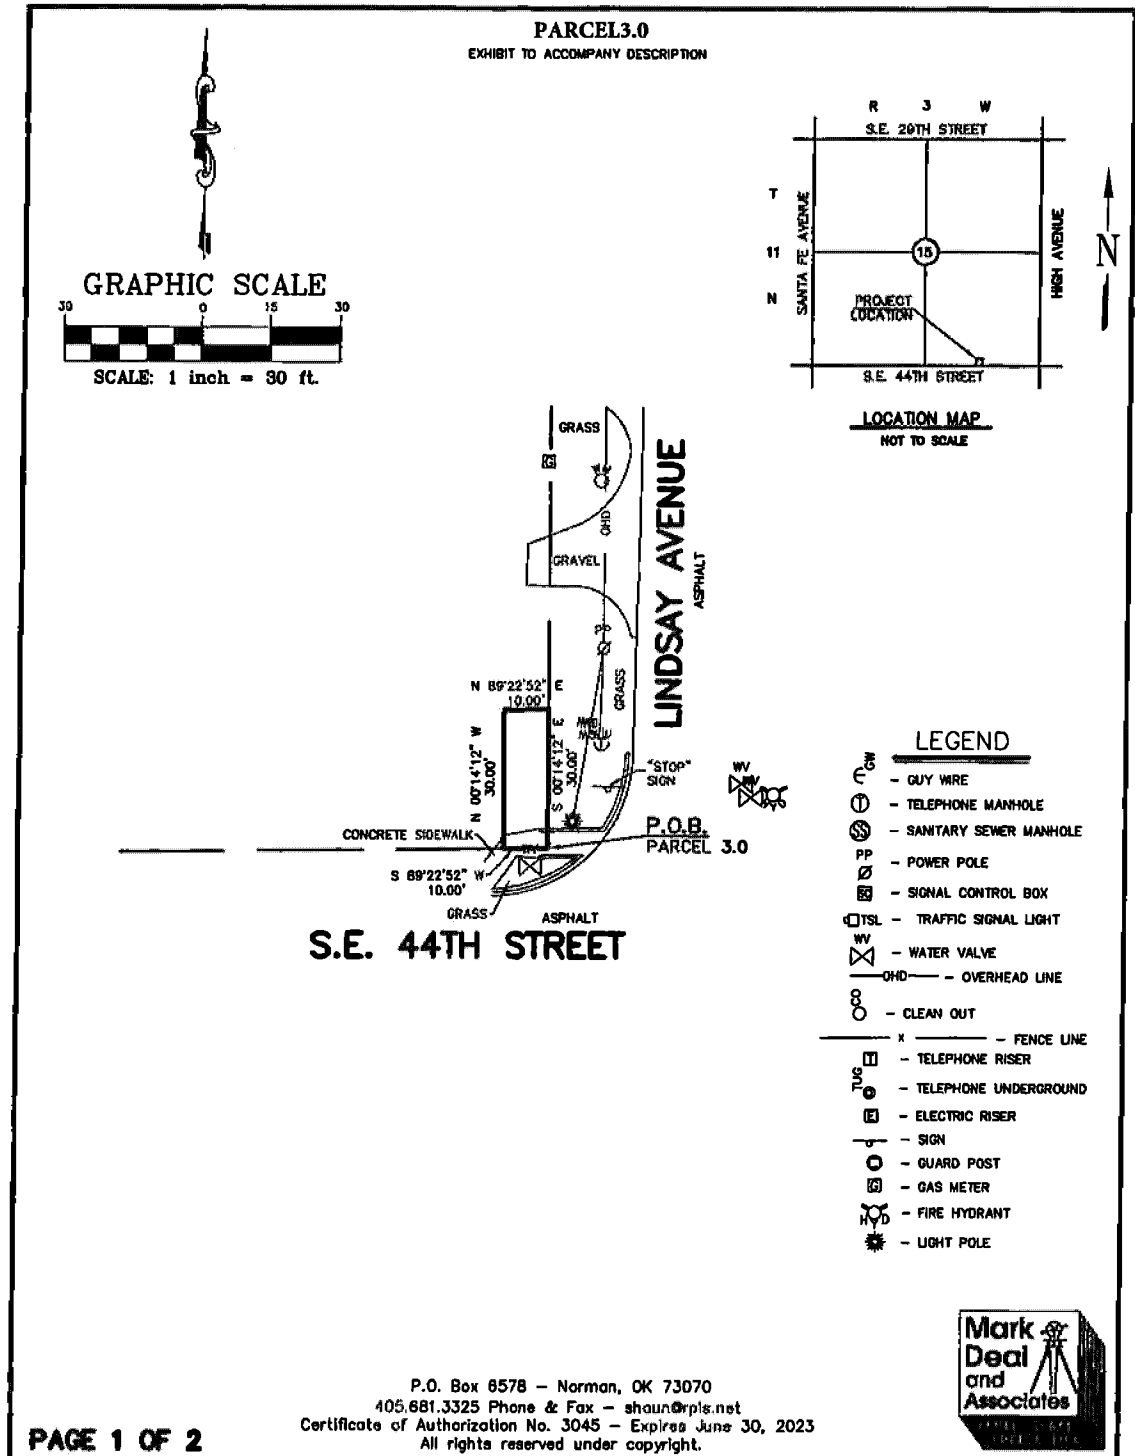 PARCEL3.0
EXHIBIT TO ACCOMPANY DESCRIPTION
GRAPHIC SCALE
30 0 15 30
SCALE: 1 inch = 30 ft.
R 3 W
S.E. 29TH STREET
T
11
N
SANTA FE AVENUE
15
HIGH AVENUE
N
PROJECT
LOCATION
S.E. 44TH STREET
LOCATION MAP
NOT TO SCALE
GRASS
G
OHD
GRAVEL
LINDSAY AVENUE
ASPHALT
PP
GRASS
N 89°22'52" E
10.00'
N 00°14'12" W
30.00'
S 00°14'12" E
30.00'
"STOP"
SIGN
WV
WV
CONCRETE SIDEWALK
P.O.B.
PARCEL 3.0
S 89°22'52" W
10.00'
WV
GRASS
ASPHALT
S.E. 44TH STREET
LEGEND
GW – GUY WIRE
T – TELEPHONE MANHOLE
SS – SANITARY SEWER MANHOLE
PP – POWER POLE
SC – SIGNAL CONTROL BOX
TSL – TRAFFIC SIGNAL LIGHT
WV – WATER VALVE
OHD – OVERHEAD LINE
CO – CLEAN OUT
x – FENCE LINE
T – TELEPHONE RISER
TUG – TELEPHONE UNDERGROUND
E – ELECTRIC RISER
– SIGN
– GUARD POST
G – GAS METER
HYD – FIRE HYDRANT
– LIGHT POLE
Mark
Deal
and
Associates
P.O. Box 6578 – Norman, OK 73070
405.681.3325 Phone & Fax – shaun@rpls.net
Certificate of Authorization No. 3045 – Expires June 30, 2023
All rights reserved under copyright.
PAGE 1 OF 2